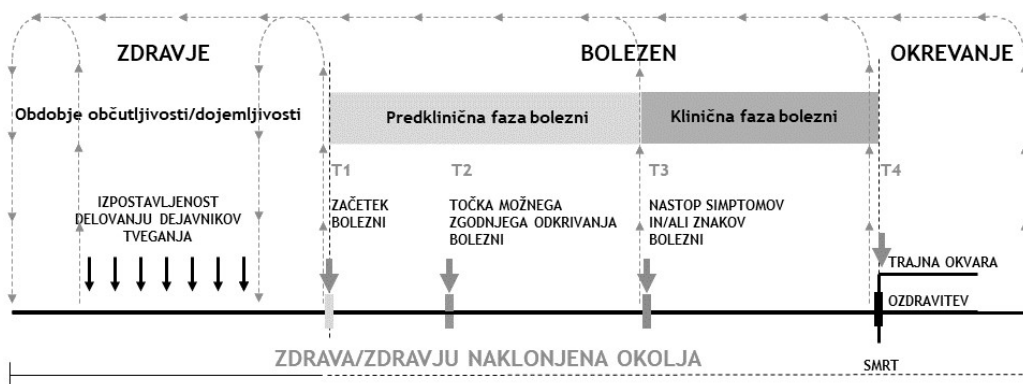 ZDRAVJE
BOLEZEN
OKREVANJE
Obdobje občutljivosti/dojemljivosti
Predklinična faza bolezni
Klinična faza bolezni
T1
T2
T3
T4
IZPOSTAVLJENOST
DELOVANJU DEJAVNIKOV
TVEGANJA
ZAČETEK
BOLEZNI
TOČKA MOŽNEGA
ZGODNJEGA ODKRIVANJA
BOLEZNI
NASTOP SIMPTOMOV
IN/ALI ZNAKOV
BOLEZNI
TRAJNA OKVARA
OZDRAVITEV
SMRT
ZDRAVA/ZDRAVJU NAKLONJENA OKOLJA